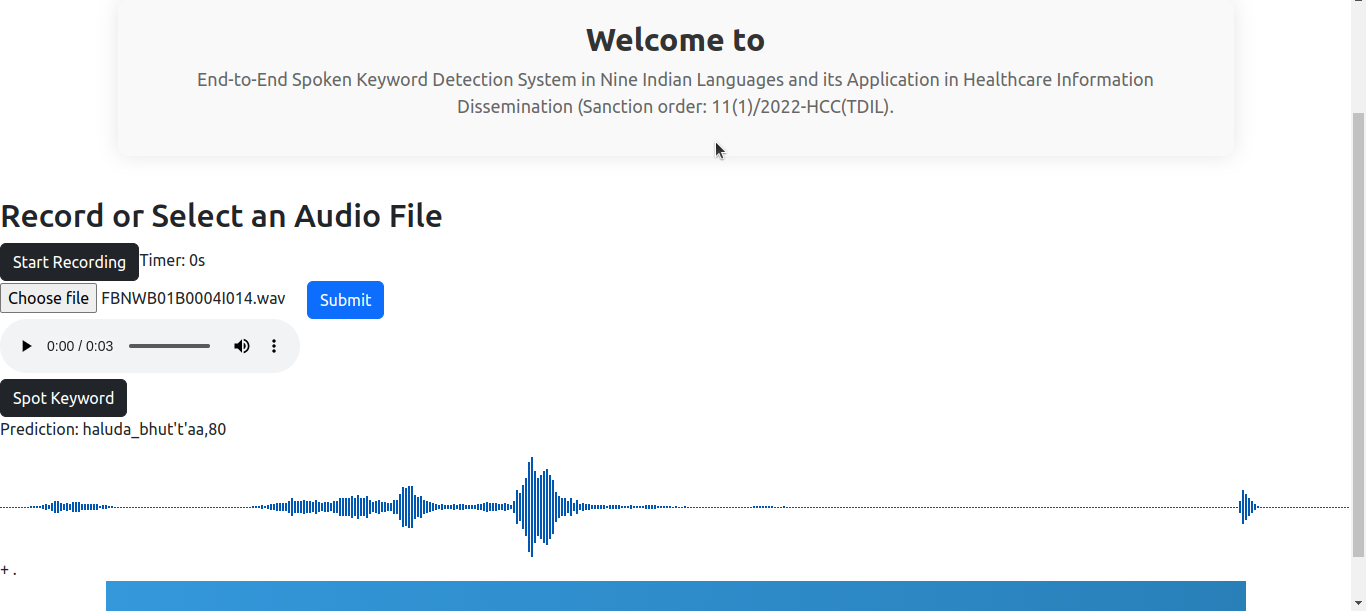 Welcome to
End-to-End Spoken Keyword Detection System in Nine Indian Languages and its Application in Healthcare Information
Dissemination (Sanction order: 11(1)/2022-HCC(TDIL).
Record or Select an Audio File
Start Recording Timer: 0s
Choose file FBNWB01B0004I014.wav Submit
0:00 / 0:03
Spot Keyword
Prediction: haluda_bhut't'aa,80
+ .